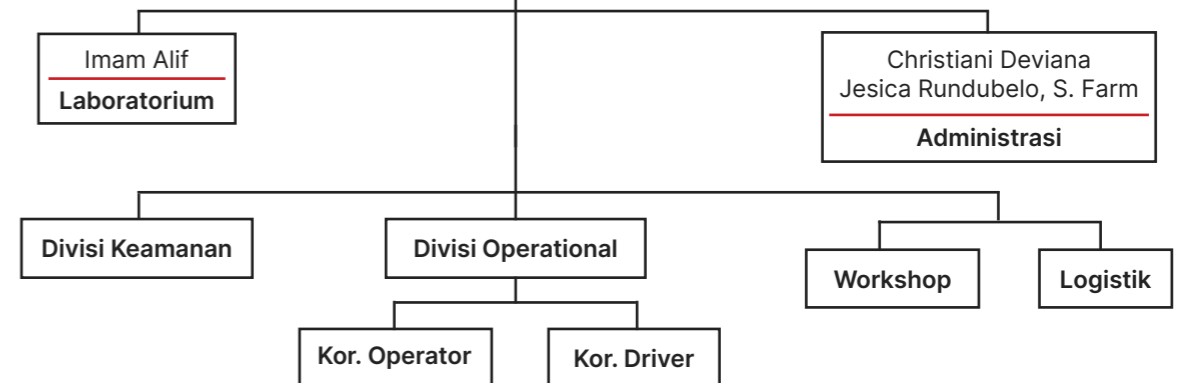 Imam Alif
Laboratorium
Christiani Deviana
Jesica Rundubelo, S. Farm
Administrasi
Divisi Keamanan
Divisi Operational
Workshop
Logistik
Kor. Operator
Kor. Driver